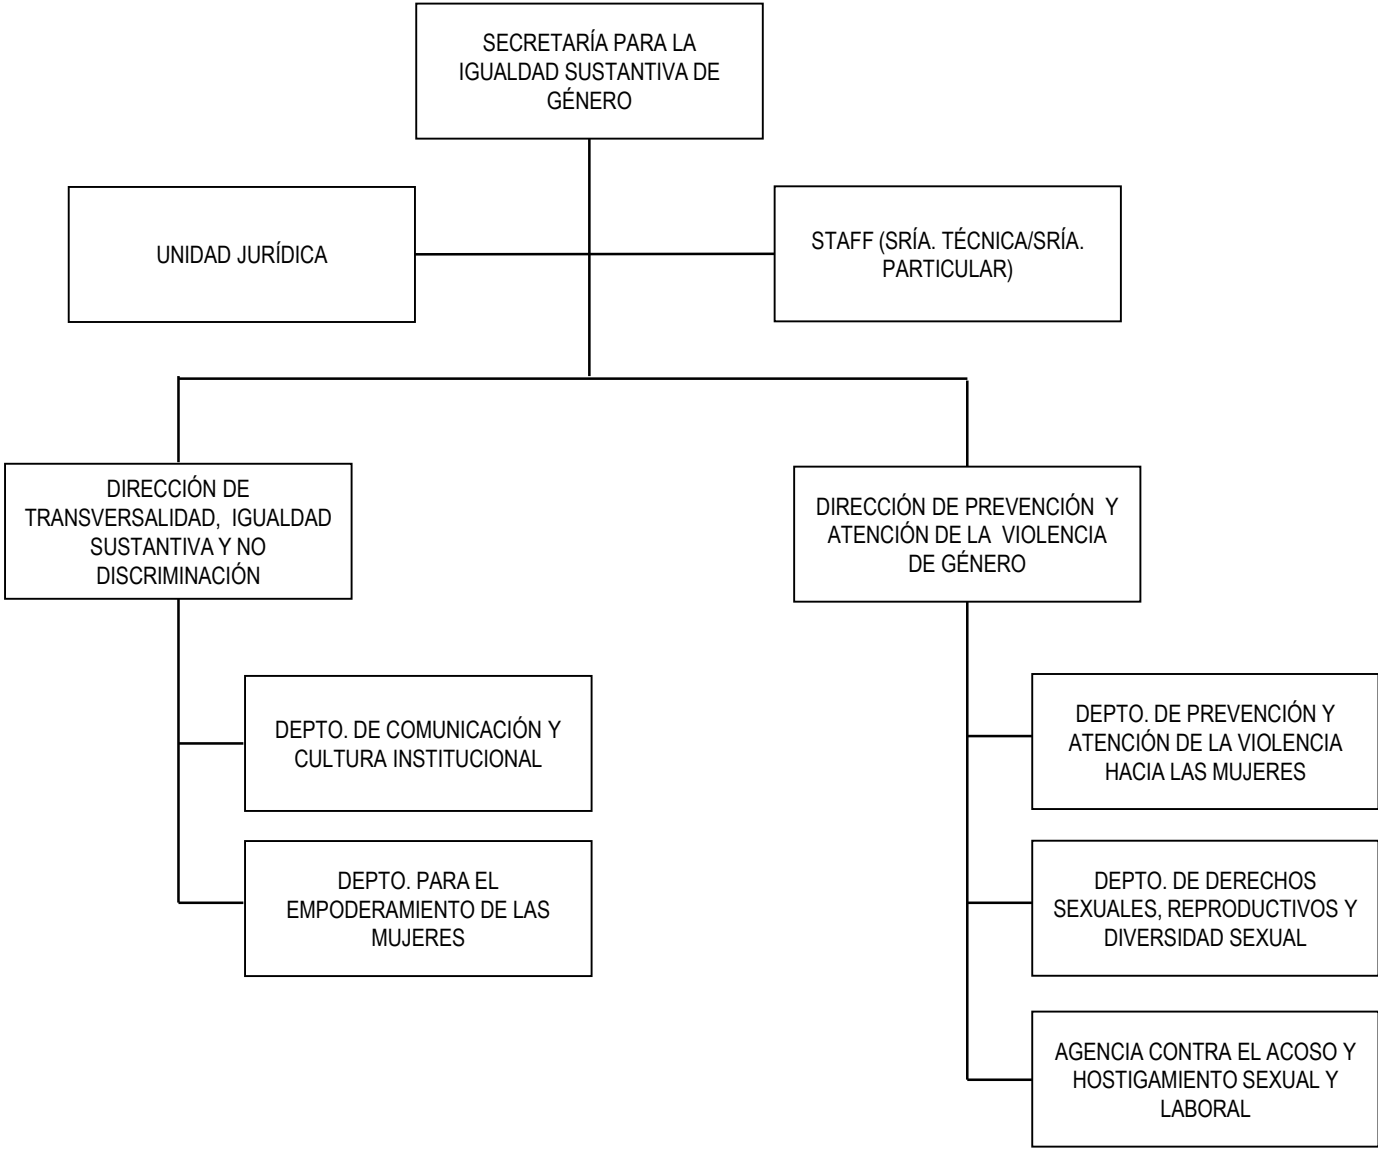 SECRETARÍA PARA LA
IGUALDAD SUSTANTIVA DE
GÉNERO
UNIDAD JURÍDICA
STAFF (SRÍA. TÉCNICA/SRÍA.
PARTICULAR)
DIRECCIÓN DE
TRANSVERSALIDAD, IGUALDAD
SUSTANTIVA Y NO
DISCRIMINACIÓN
DIRECCIÓN DE PREVENCIÓN Y
ATENCIÓN DE LA VIOLENCIA
DE GÉNERO
DEPTO. DE COMUNICACIÓN Y
CULTURA INSTITUCIONAL
DEPTO. PARA EL
EMPODERAMIENTO DE LAS
MUJERES
DEPTO. DE PREVENCIÓN Y
ATENCIÓN DE LA VIOLENCIA
HACIA LAS MUJERES
DEPTO. DE DERECHOS
SEXUALES, REPRODUCTIVOS Y
DIVERSIDAD SEXUAL
AGENCIA CONTRA EL ACOSO Y
HOSTIGAMIENTO SEXUAL Y
LABORAL